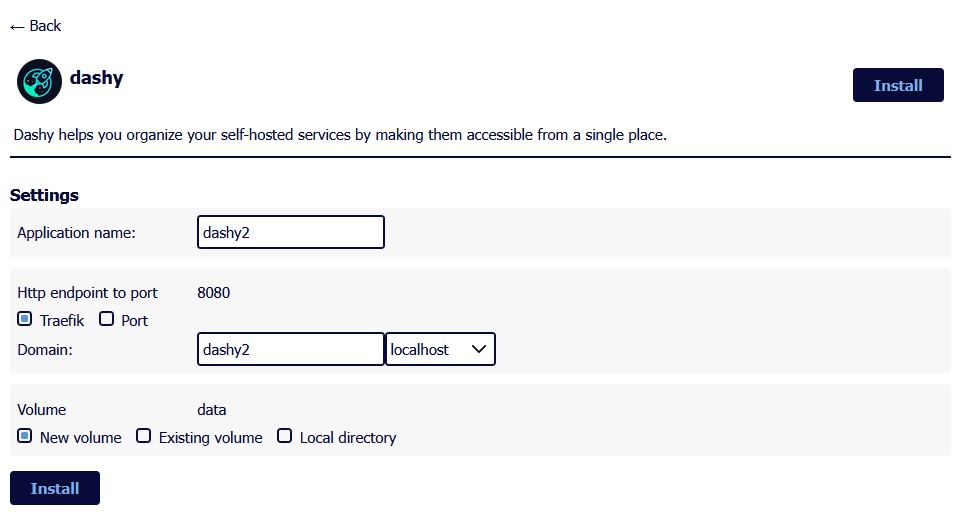 ← Back
dashy
Install
Dashy helps you organize your self-hosted services by making them accessible from a single place.
Settings
Application name: dashy2
Http endpoint to port 8080
Traefik Port
Domain: dashy2 localhost
Volume data
New volume Existing volume Local directory
Install